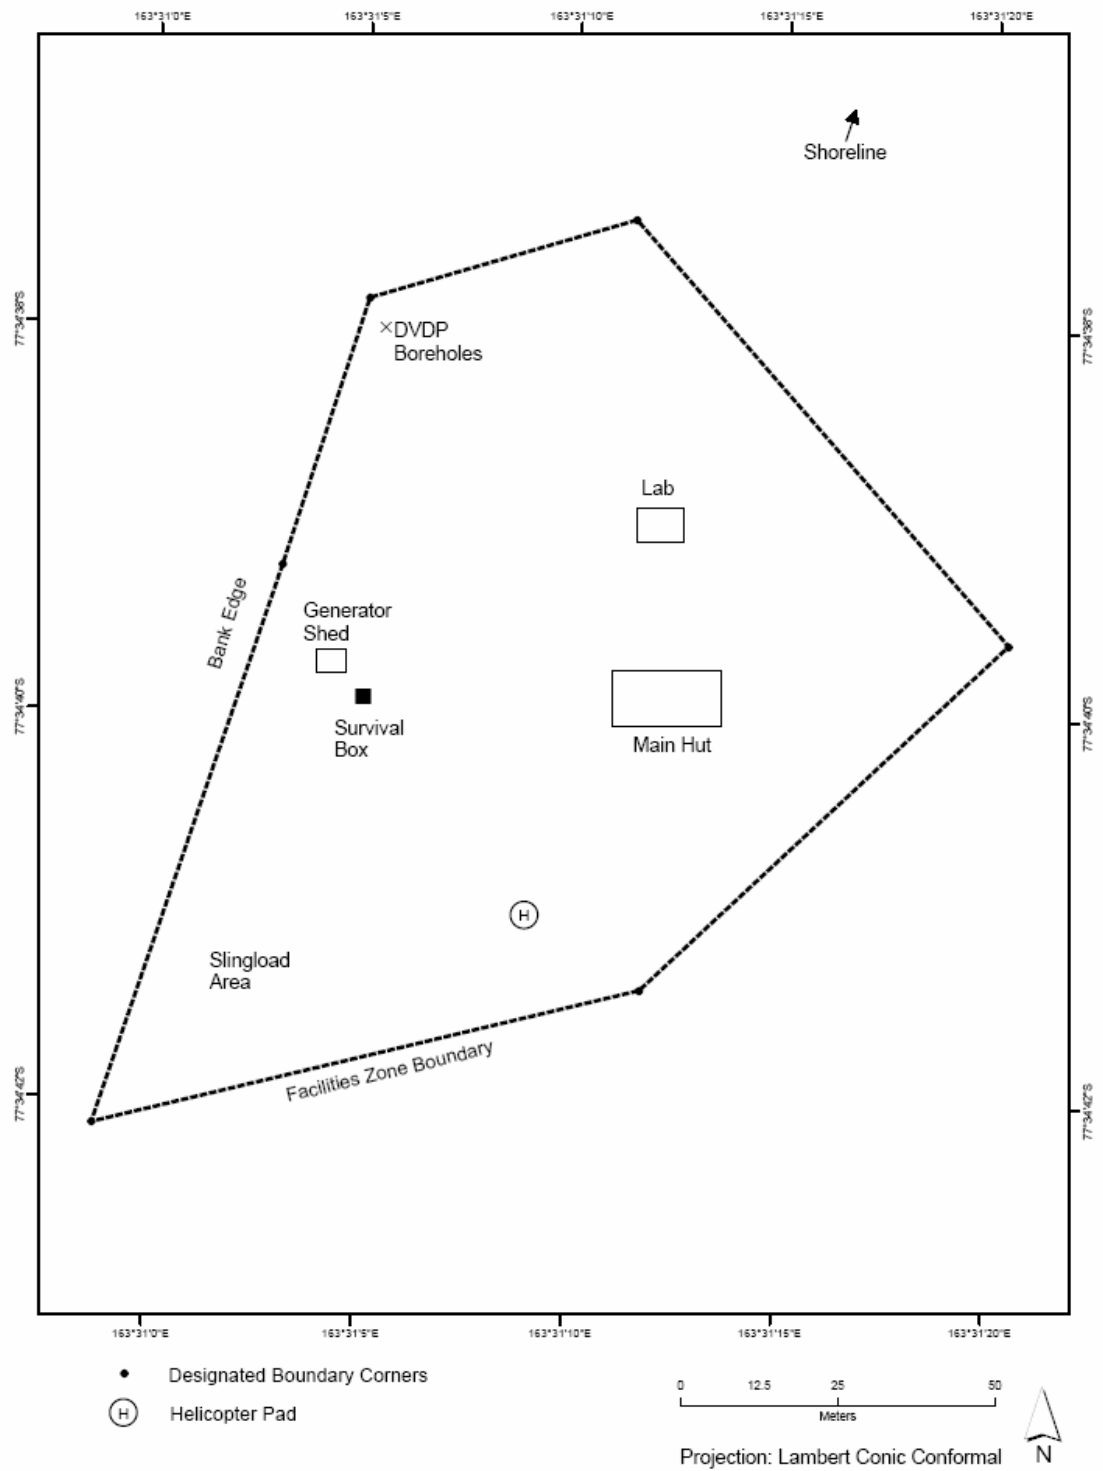 163°31'0"E 163°31'5"E 163°31'10"E 163°31'15"E 163°31'20"E
Shoreline
77°34'38"S
77°34'38"S
DVDP
Boreholes
Lab
Bank Edge
Generator
Shed
77°34'40"S
77°34'40"S
Survival
Box
Main Hut
H
Slingload
Area
Facilities Zone Boundary
77°34'42"S
77°34'42"S
163°31'0"E 163°31'5"E 163°31'10"E 163°31'15"E 163°31'20"E
Designated Boundary Corners
H Helicopter Pad
0 12.5 25 50
Meters
N
Projection: Lambert Conic Conformal